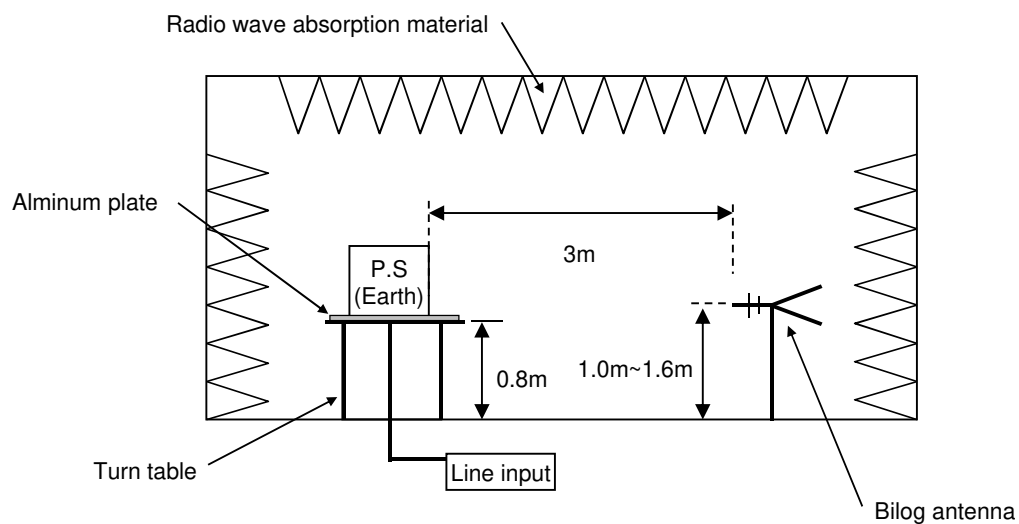 Radio wave absorption material
Alminum plate
3m
P.S
(Earth)
0.8m
1.0m~1.6m
Turn table
Line input
Bilog antenna